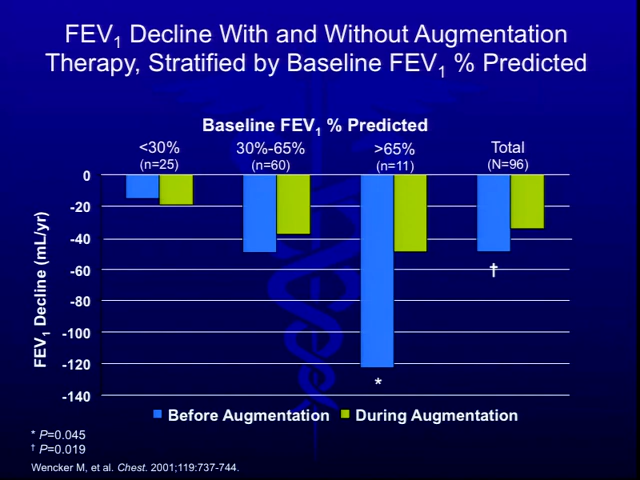 FEV₁ Decline With and Without Augmentation
Therapy, Stratified by Baseline FEV₁ % Predicted
Baseline FEV₁ % Predicted
<30% 30%-65% >65% Total
(n=25) (n=60) (n=11) (N=96)
FEV₁ Decline (mL/yr)
0
-20
-40
-60
-80
-100
-120
-140
†
*
Before Augmentation During Augmentation
* P=0.045
† P=0.019
Wencker M, et al. Chest. 2001;119:737-744.